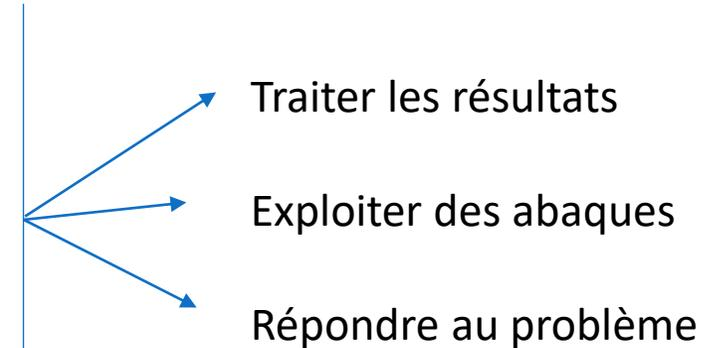 Traiter les résultats
Exploiter des abaques
Répondre au problème